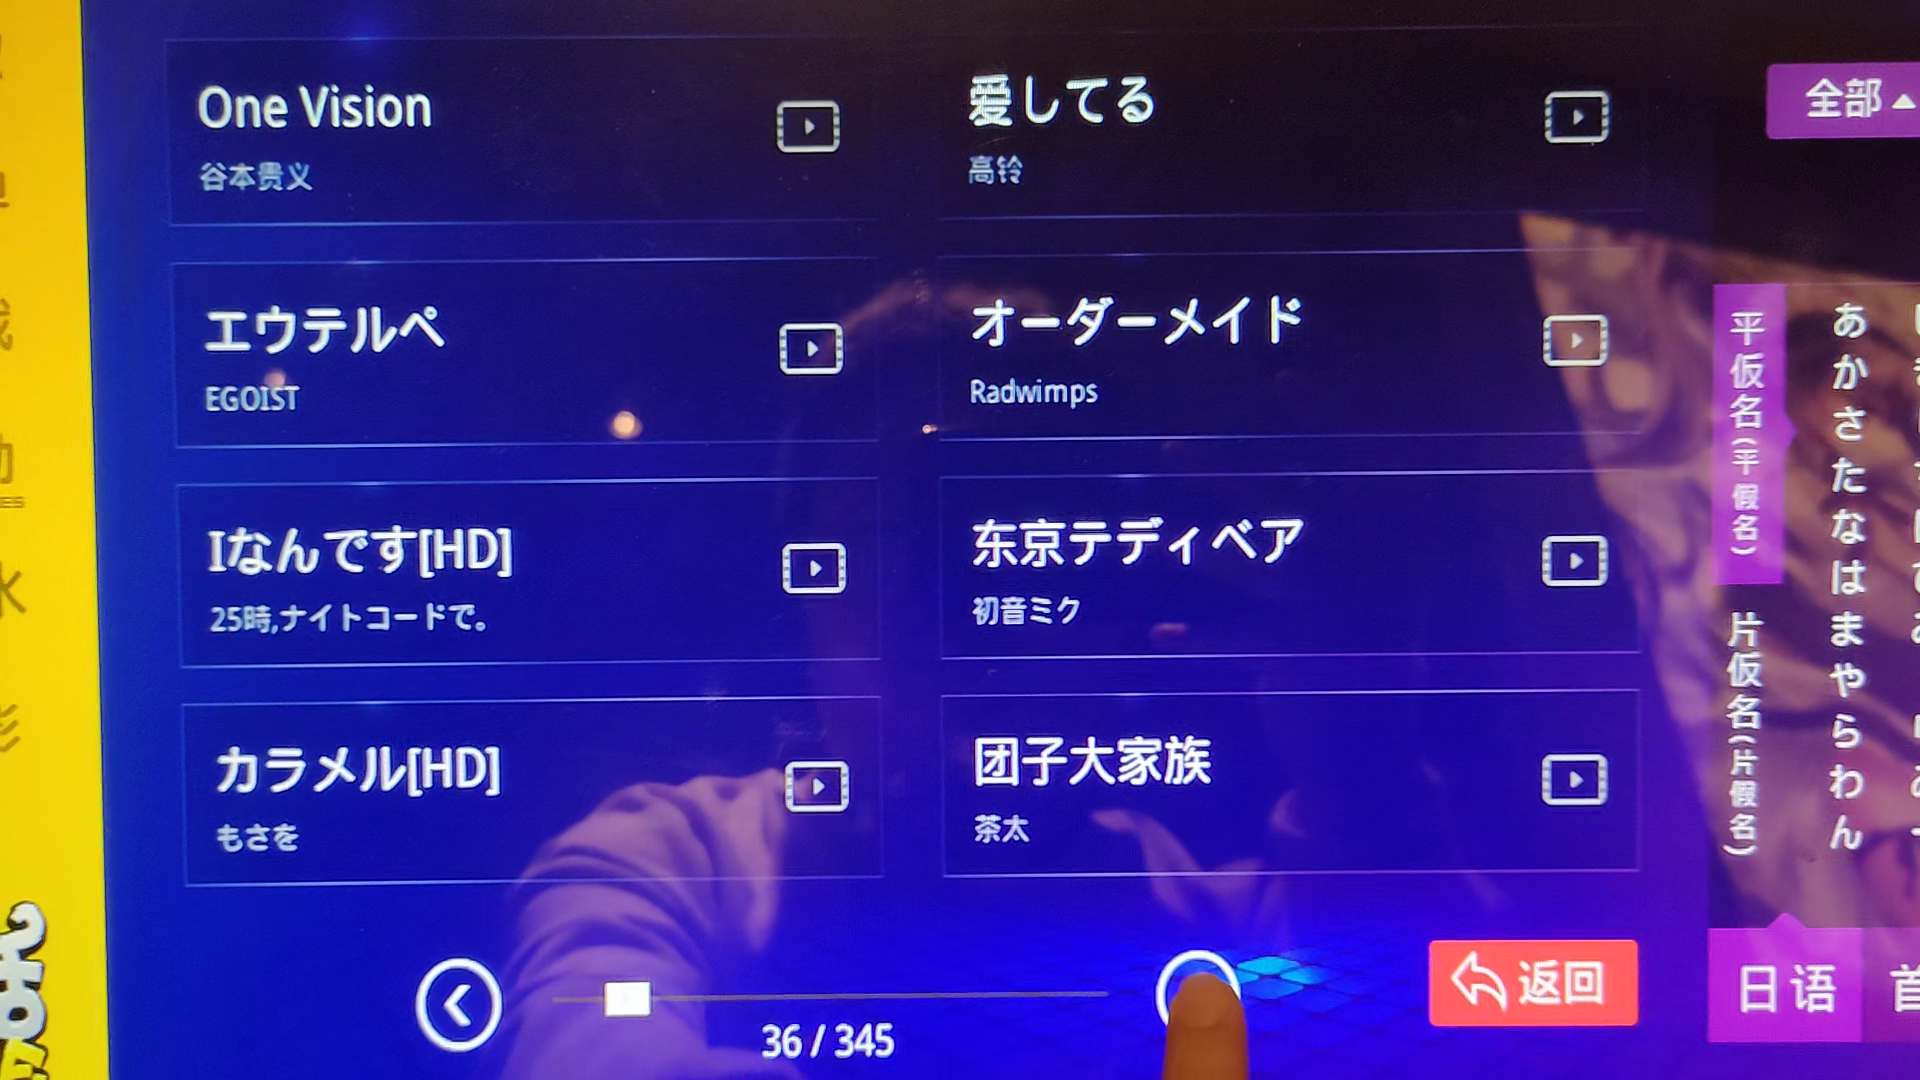 One Vision
谷本贵义
愛してる
高铃
エウテルペ
EGOIST
オーダーメイド
Radwimps
Iなんです[HD]
25時,ナイトコードで。
东京テディベア
初音ミク
カラメル[HD]
もさを
团子大家族
茶太
36 / 345
返回
全部
平仮名(平假名)
片仮名(片假名)
あかさたなはまやらわん
日语